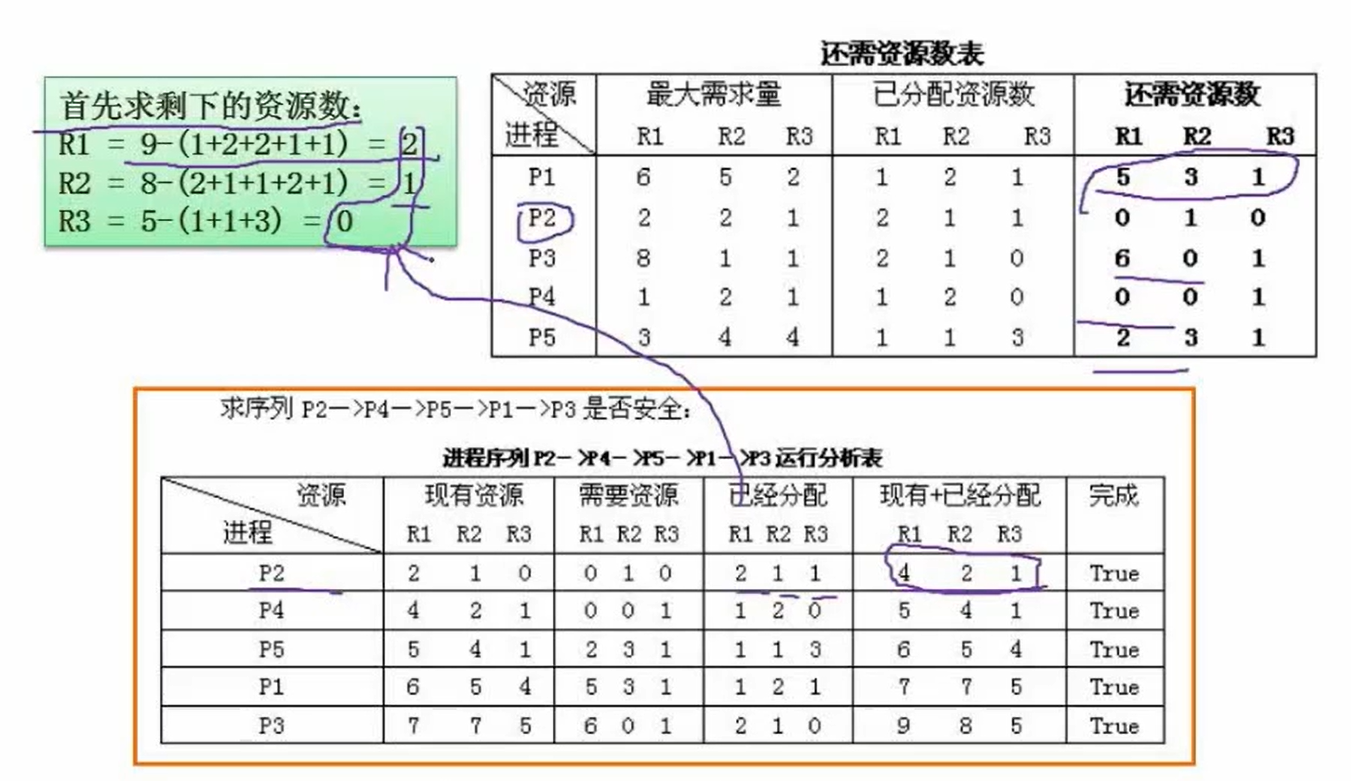 首先求剩下的资源数：
R1 = 9-(1+2+2+1+1) = 2
R2 = 8-(2+1+1+2+1) = 1
R3 = 5-(1+1+3) = 0
还需资源数表
资源 最大需求量 已分配资源数 还需资源数
进程 R1 R2 R3 R1 R2 R3 R1 R2 R3
P1 6 5 2 1 2 1 5 3 1
P2 2 2 1 2 1 1 0 1 0
P3 8 1 1 2 1 0 6 0 1
P4 1 2 1 1 2 0 0 0 1
P5 3 4 4 1 1 3 2 3 1
求序列 P2—>P4—>P5—>P1—>P3 是否安全：
进程序列 P2—>P4—>P5—>P1—>P3 运行分析表
资源 现有资源 需要资源 已经分配 现有+已经分配 完成
进程 R1 R2 R3 R1 R2 R3 R1 R2 R3 R1 R2 R3
P2 2 1 0 0 1 0 2 1 1 4 2 1 True
P4 4 2 1 0 0 1 1 2 0 5 4 1 True
P5 5 4 1 2 3 1 1 1 3 6 5 4 True
P1 6 5 4 5 3 1 1 2 1 7 7 5 True
P3 7 7 5 6 0 1 2 1 0 9 8 5 True